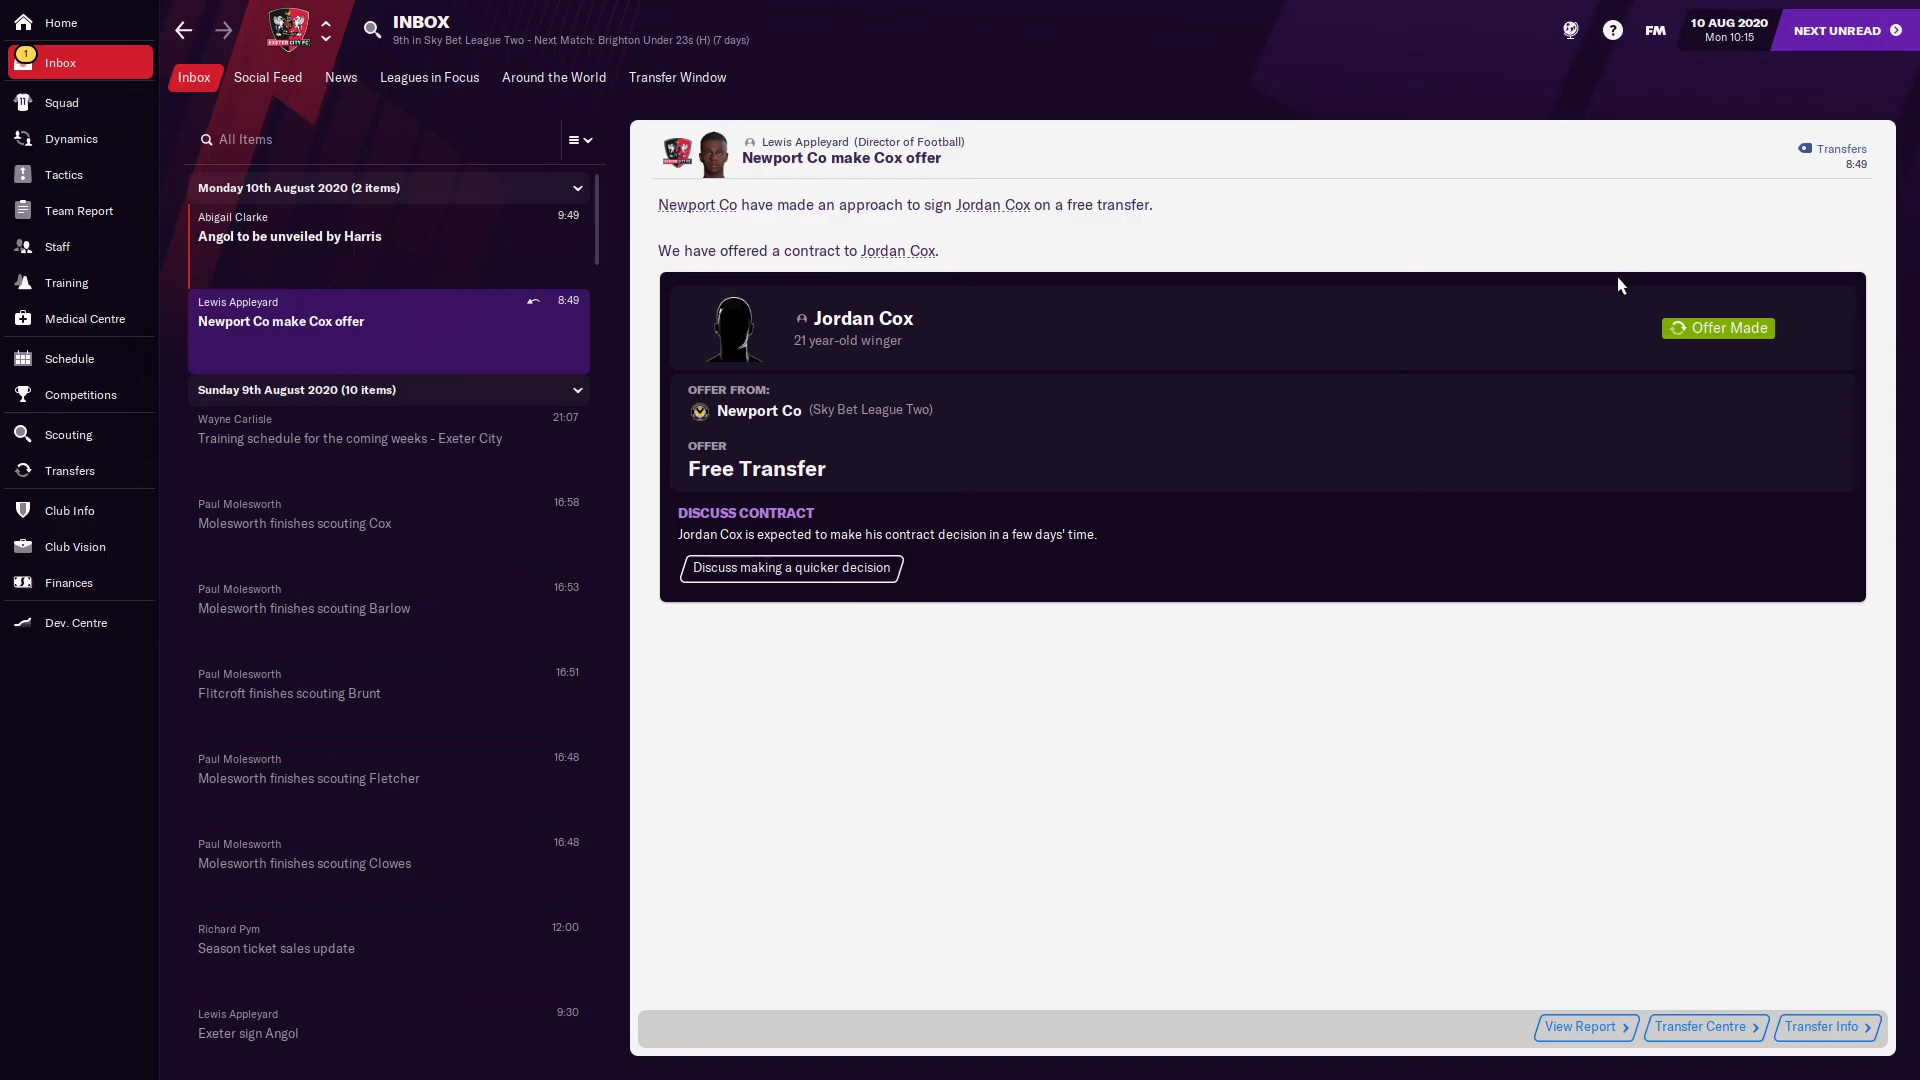 Home
1
Inbox
Squad
Dynamics
Tactics
Team Report
Staff
Training
Medical Centre
Schedule
Competitions
Scouting
Transfers
Club Info
Club Vision
Finances
Dev. Centre
EXETER CITY FC
INBOX
9th in Sky Bet League Two - Next Match: Brighton Under 23s (H) (7 days)
?
FM
10 AUG 2020
Mon 10:15
NEXT UNREAD
Inbox Social Feed News Leagues in Focus Around the World Transfer Window
All Items
Monday 10th August 2020 (2 items)
Abigail Clarke 9:49
Angol to be unveiled by Harris
Lewis Appleyard 8:49
Newport Co make Cox offer
Sunday 9th August 2020 (10 items)
Wayne Carlisle 21:07
Training schedule for the coming weeks - Exeter City
Paul Molesworth 16:58
Molesworth finishes scouting Cox
Paul Molesworth 16:53
Molesworth finishes scouting Barlow
Paul Molesworth 16:51
Flitcroft finishes scouting Brunt
Paul Molesworth 16:48
Molesworth finishes scouting Fletcher
Paul Molesworth 16:48
Molesworth finishes scouting Clowes
Richard Pym 12:00
Season ticket sales update
Lewis Appleyard 9:30
Exeter sign Angol
Lewis Appleyard (Director of Football)
Newport Co make Cox offer
Transfers
8:49
Newport Co have made an approach to sign Jordan Cox on a free transfer.
We have offered a contract to Jordan Cox.
Jordan Cox
21 year-old winger
Offer Made
OFFER FROM:
Newport Co (Sky Bet League Two)
OFFER
Free Transfer
DISCUSS CONTRACT
Jordan Cox is expected to make his contract decision in a few days' time.
Discuss making a quicker decision
View Report Transfer Centre Transfer Info